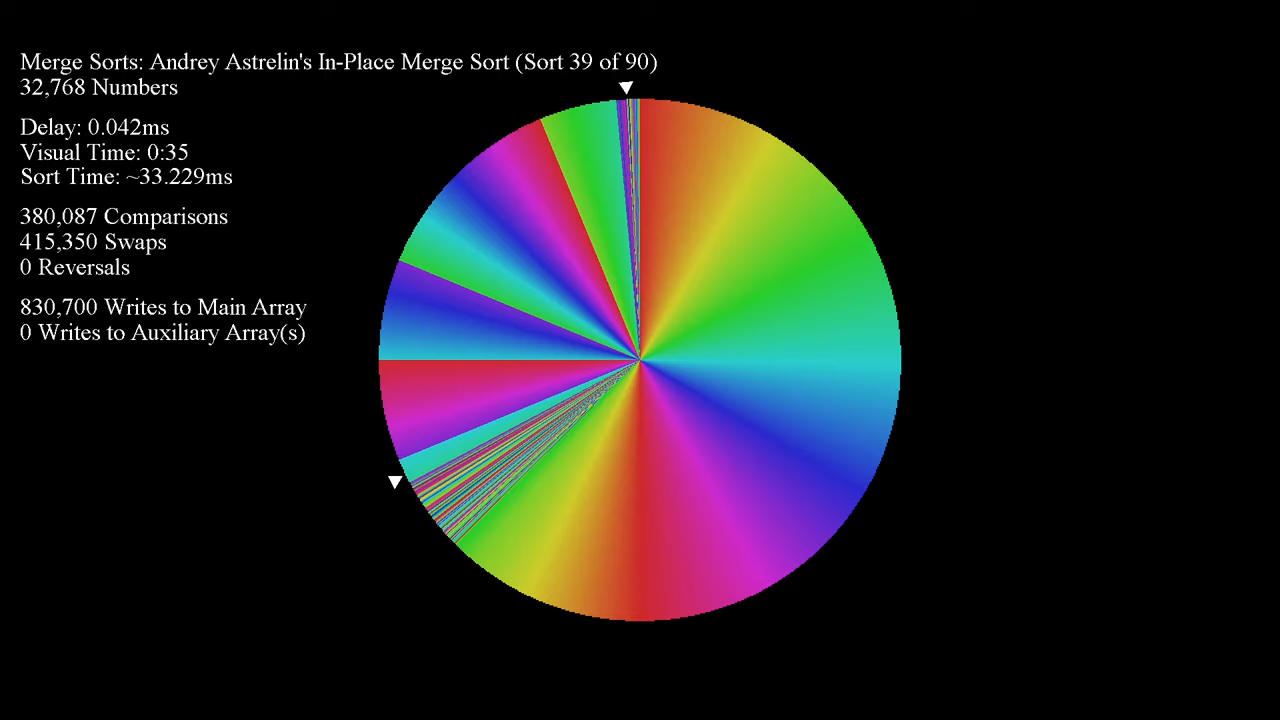 Merge Sorts: Andrey Astrelin's In-Place Merge Sort (Sort 39 of 90)
32,768 Numbers
Delay: 0.042ms
Visual Time: 0:35
Sort Time: ~33.229ms
380,087 Comparisons
415,350 Swaps
0 Reversals
830,700 Writes to Main Array
0 Writes to Auxiliary Array(s)